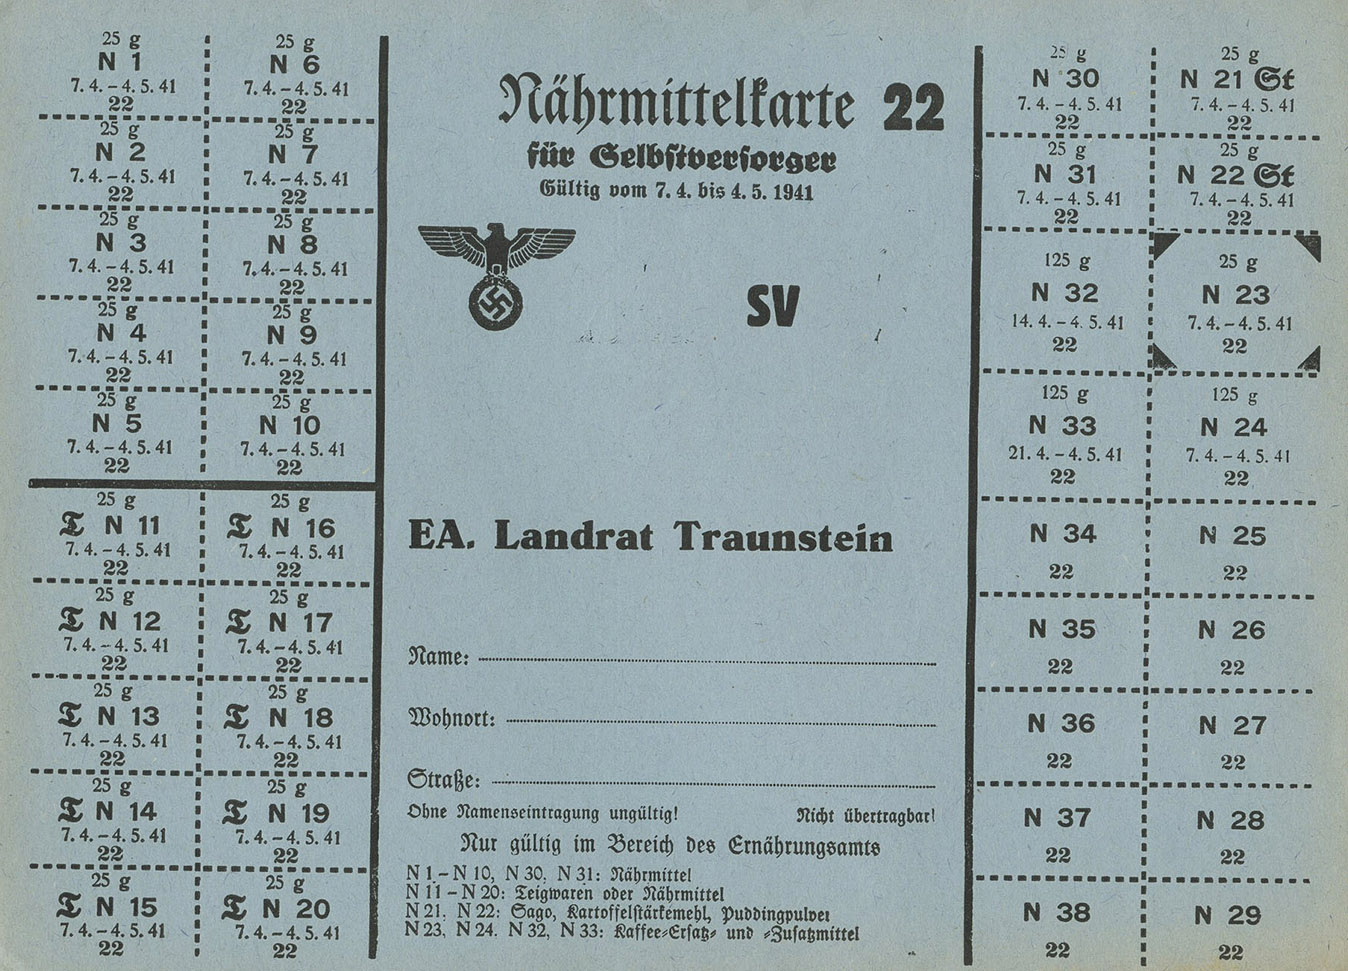 25 g
N 1
7. 4. – 4. 5. 41
22
25 g
N 6
7. 4. – 4. 5. 41
22
25 g
N 2
7. 4. – 4. 5. 41
22
25 g
N 7
7. 4. – 4. 5. 41
22
25 g
N 3
7. 4. – 4. 5. 41
22
25 g
N 8
7. 4. – 4. 5. 41
22
25 g
N 4
7. 4. – 4. 5. 41
22
25 g
N 9
7. 4. – 4. 5. 41
22
25 g
N 5
7. 4. – 4. 5. 41
22
25 g
N 10
7. 4. – 4. 5. 41
22
25 g
T N 11
7. 4. – 4. 5. 41
22
25 g
T N 16
7. 4. – 4. 5. 41
22
25 g
T N 12
7. 4. – 4. 5. 41
22
25 g
T N 17
7. 4. – 4. 5. 41
22
25 g
T N 13
7. 4. – 4. 5. 41
22
25 g
T N 18
7. 4. – 4. 5. 41
22
25 g
T N 14
7. 4. – 4. 5. 41
22
25 g
T N 19
7. 4. – 4. 5. 41
22
25 g
T N 15
7. 4. – 4. 5. 41
22
25 g
T N 20
7. 4. – 4. 5. 41
22
Nährmittelkarte 22
für Selbstversorger
Gültig vom 7. 4. bis 4. 5. 1941
SV
EA. Landrat Traunstein
Name:
Wohnort:
Straße:
Ohne Namenseintragung ungültig! Nicht übertragbar!
Nur gültig im Bereich des Ernährungsamts
N 1 – N 10, N 30, N 31: Nährmittel
N 11 – N 20: Teigwaren oder Nährmittel
N 21, N 22: Sago, Kartoffelstärkemehl, Puddingpulver
N 23, N 24, N 32, N 33: Kaffee-Ersatz- und -Zusatzmittel
25 g
N 30
7. 4. – 4. 5. 41
22
25 g
N 21 St
7. 4. – 4. 5. 41
22
25 g
N 31
7. 4. – 4. 5. 41
22
25 g
N 22 St
7. 4. – 4. 5. 41
22
125 g
N 32
14. 4. – 4. 5. 41
22
25 g
N 23
7. 4. – 4. 5. 41
22
125 g
N 33
21. 4. – 4. 5. 41
22
125 g
N 24
7. 4. – 4. 5. 41
22
N 34
22
N 25
22
N 35
22
N 26
22
N 36
22
N 27
22
N 37
22
N 28
22
N 38
22
N 29
22